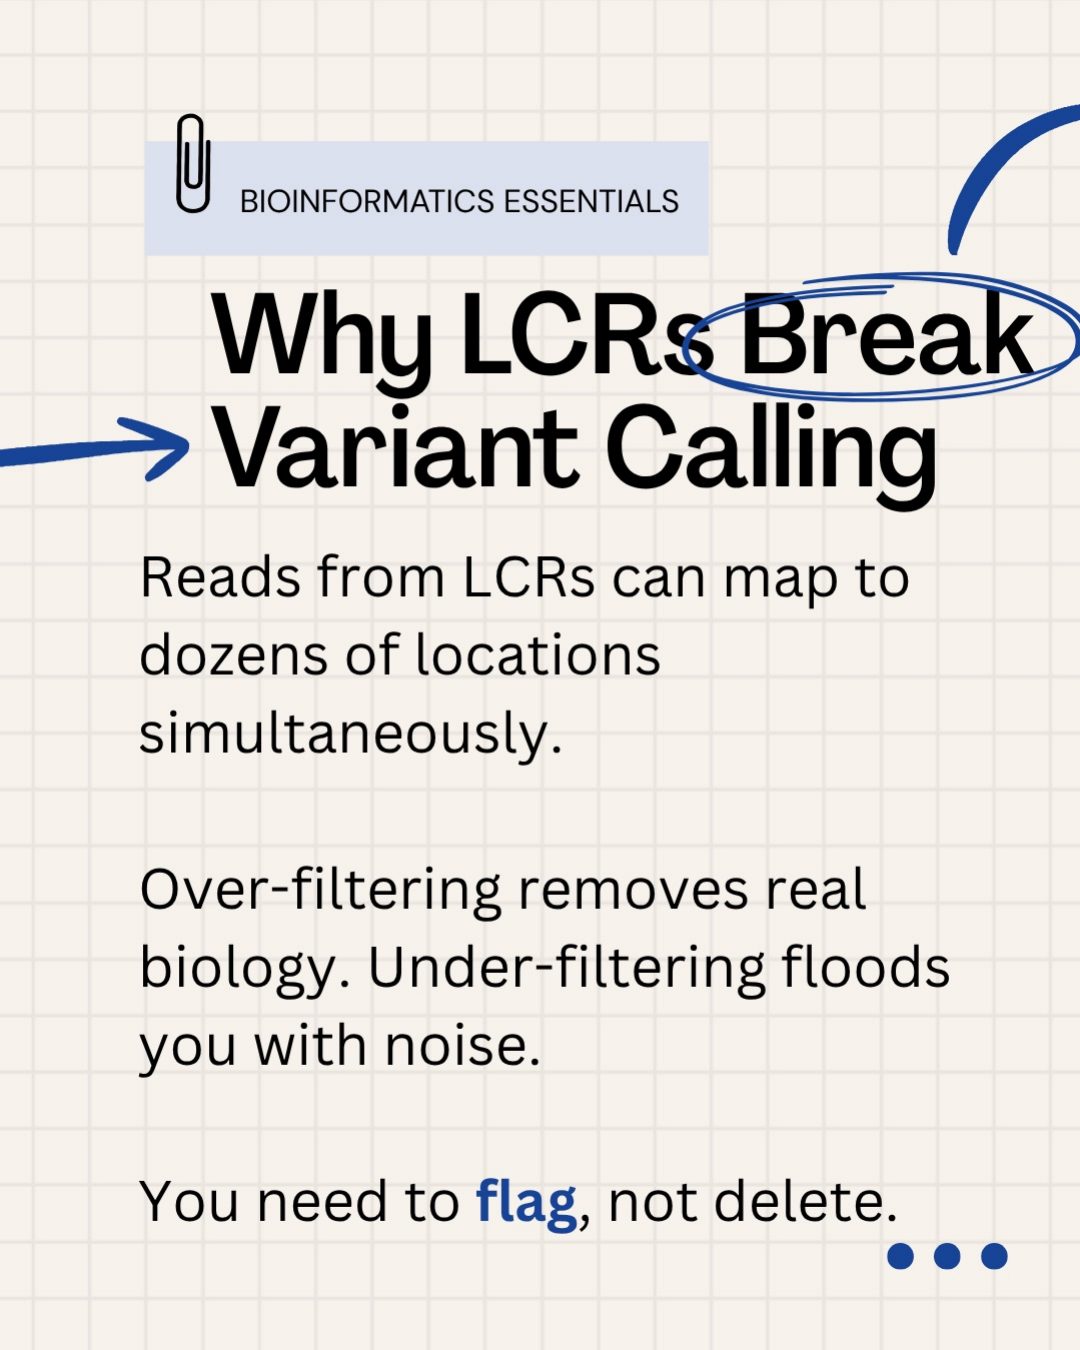 BIOINFORMATICS ESSENTIALS
Why LCRs Break
Variant Calling
Reads from LCRs can map to
dozens of locations
simultaneously.
Over-filtering removes real
biology. Under-filtering floods
you with noise.
You need to flag, not delete.